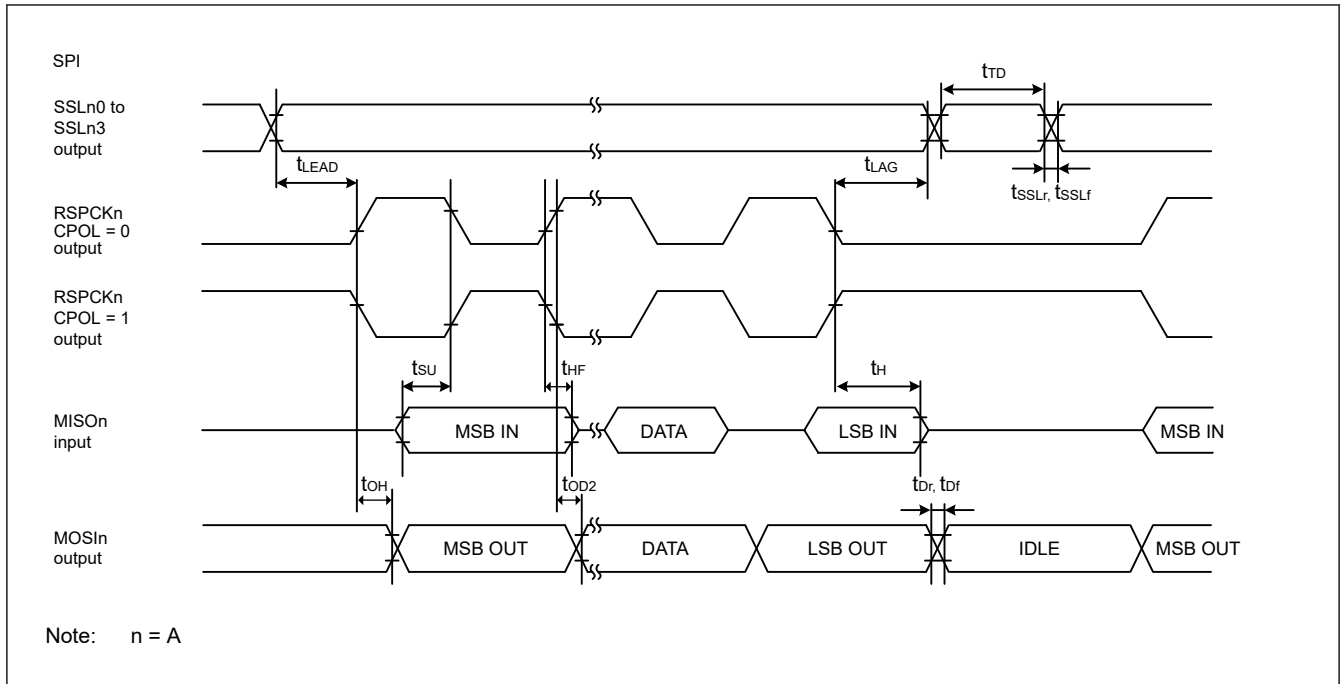 SPI
tTD
SSLn0 to
SSLn3
output
tLEAD
tLAG
tSSLr, tSSLf
RSPCKn
CPOL = 0
output
RSPCKn
CPOL = 1
output
tSU
tHF
tH
MISOn
input
MSB IN
DATA
LSB IN
MSB IN
tOH
tOD2
tDr, tDf
MOSIn
output
MSB OUT
DATA
LSB OUT
IDLE
MSB OUT
Note: n = A